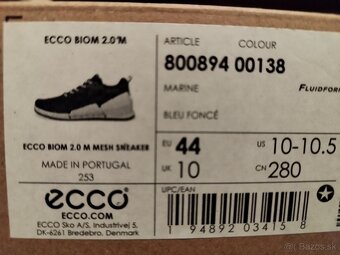 ECCO BIOM 2.0 M
ARTICLE COLOUR
800894 00138
MARINE
FLUIDFORM
BLEU FONCÉ
ECCO BIOM 2.0 M MESH SNEAKER
MADE IN PORTUGAL
253
EU 44 US 10-10.5
UK 10 CN 280
UPC/EAN
ecco
ECCO.COM
ECCO Sko A/S, Industrivej 5,
DK-6261 Bredebro, Denmark
1 94892 03415 8
bazos.sk